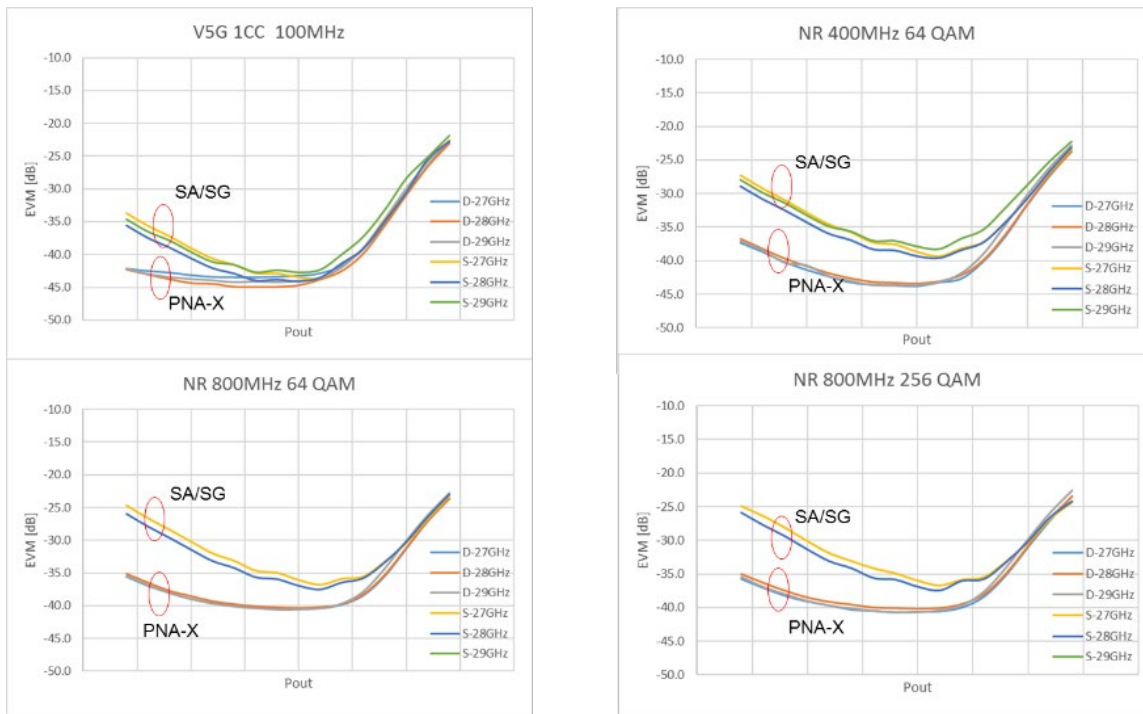 V5G 1CC 100MHz
-10.0
-15.0
-20.0
-25.0
-30.0
-35.0
-40.0
-45.0
-50.0
EVM [dB]
SA/SG
PNA-X
D-27GHz
D-28GHz
D-29GHz
S-27GHz
S-28GHz
S-29GHz
Pout
NR 400MHz 64 QAM
-10.0
-15.0
-20.0
-25.0
-30.0
-35.0
-40.0
-45.0
-50.0
EVM [dB]
SA/SG
PNA-X
D-27GHz
D-28GHz
D-29GHz
S-27GHz
S-28GHz
S-29GHz
Pout
NR 800MHz 64 QAM
-10.0
-15.0
-20.0
-25.0
-30.0
-35.0
-40.0
-45.0
-50.0
EVM [dB]
SA/SG
PNA-X
D-27GHz
D-28GHz
D-29GHz
S-27GHz
S-28GHz
S-29GHz
Pout
NR 800MHz 256 QAM
-10.0
-15.0
-20.0
-25.0
-30.0
-35.0
-40.0
-45.0
-50.0
EVM [dB]
SA/SG
PNA-X
D-27GHz
D-28GHz
D-29GHz
S-27GHz
S-28GHz
S-29GHz
Pout